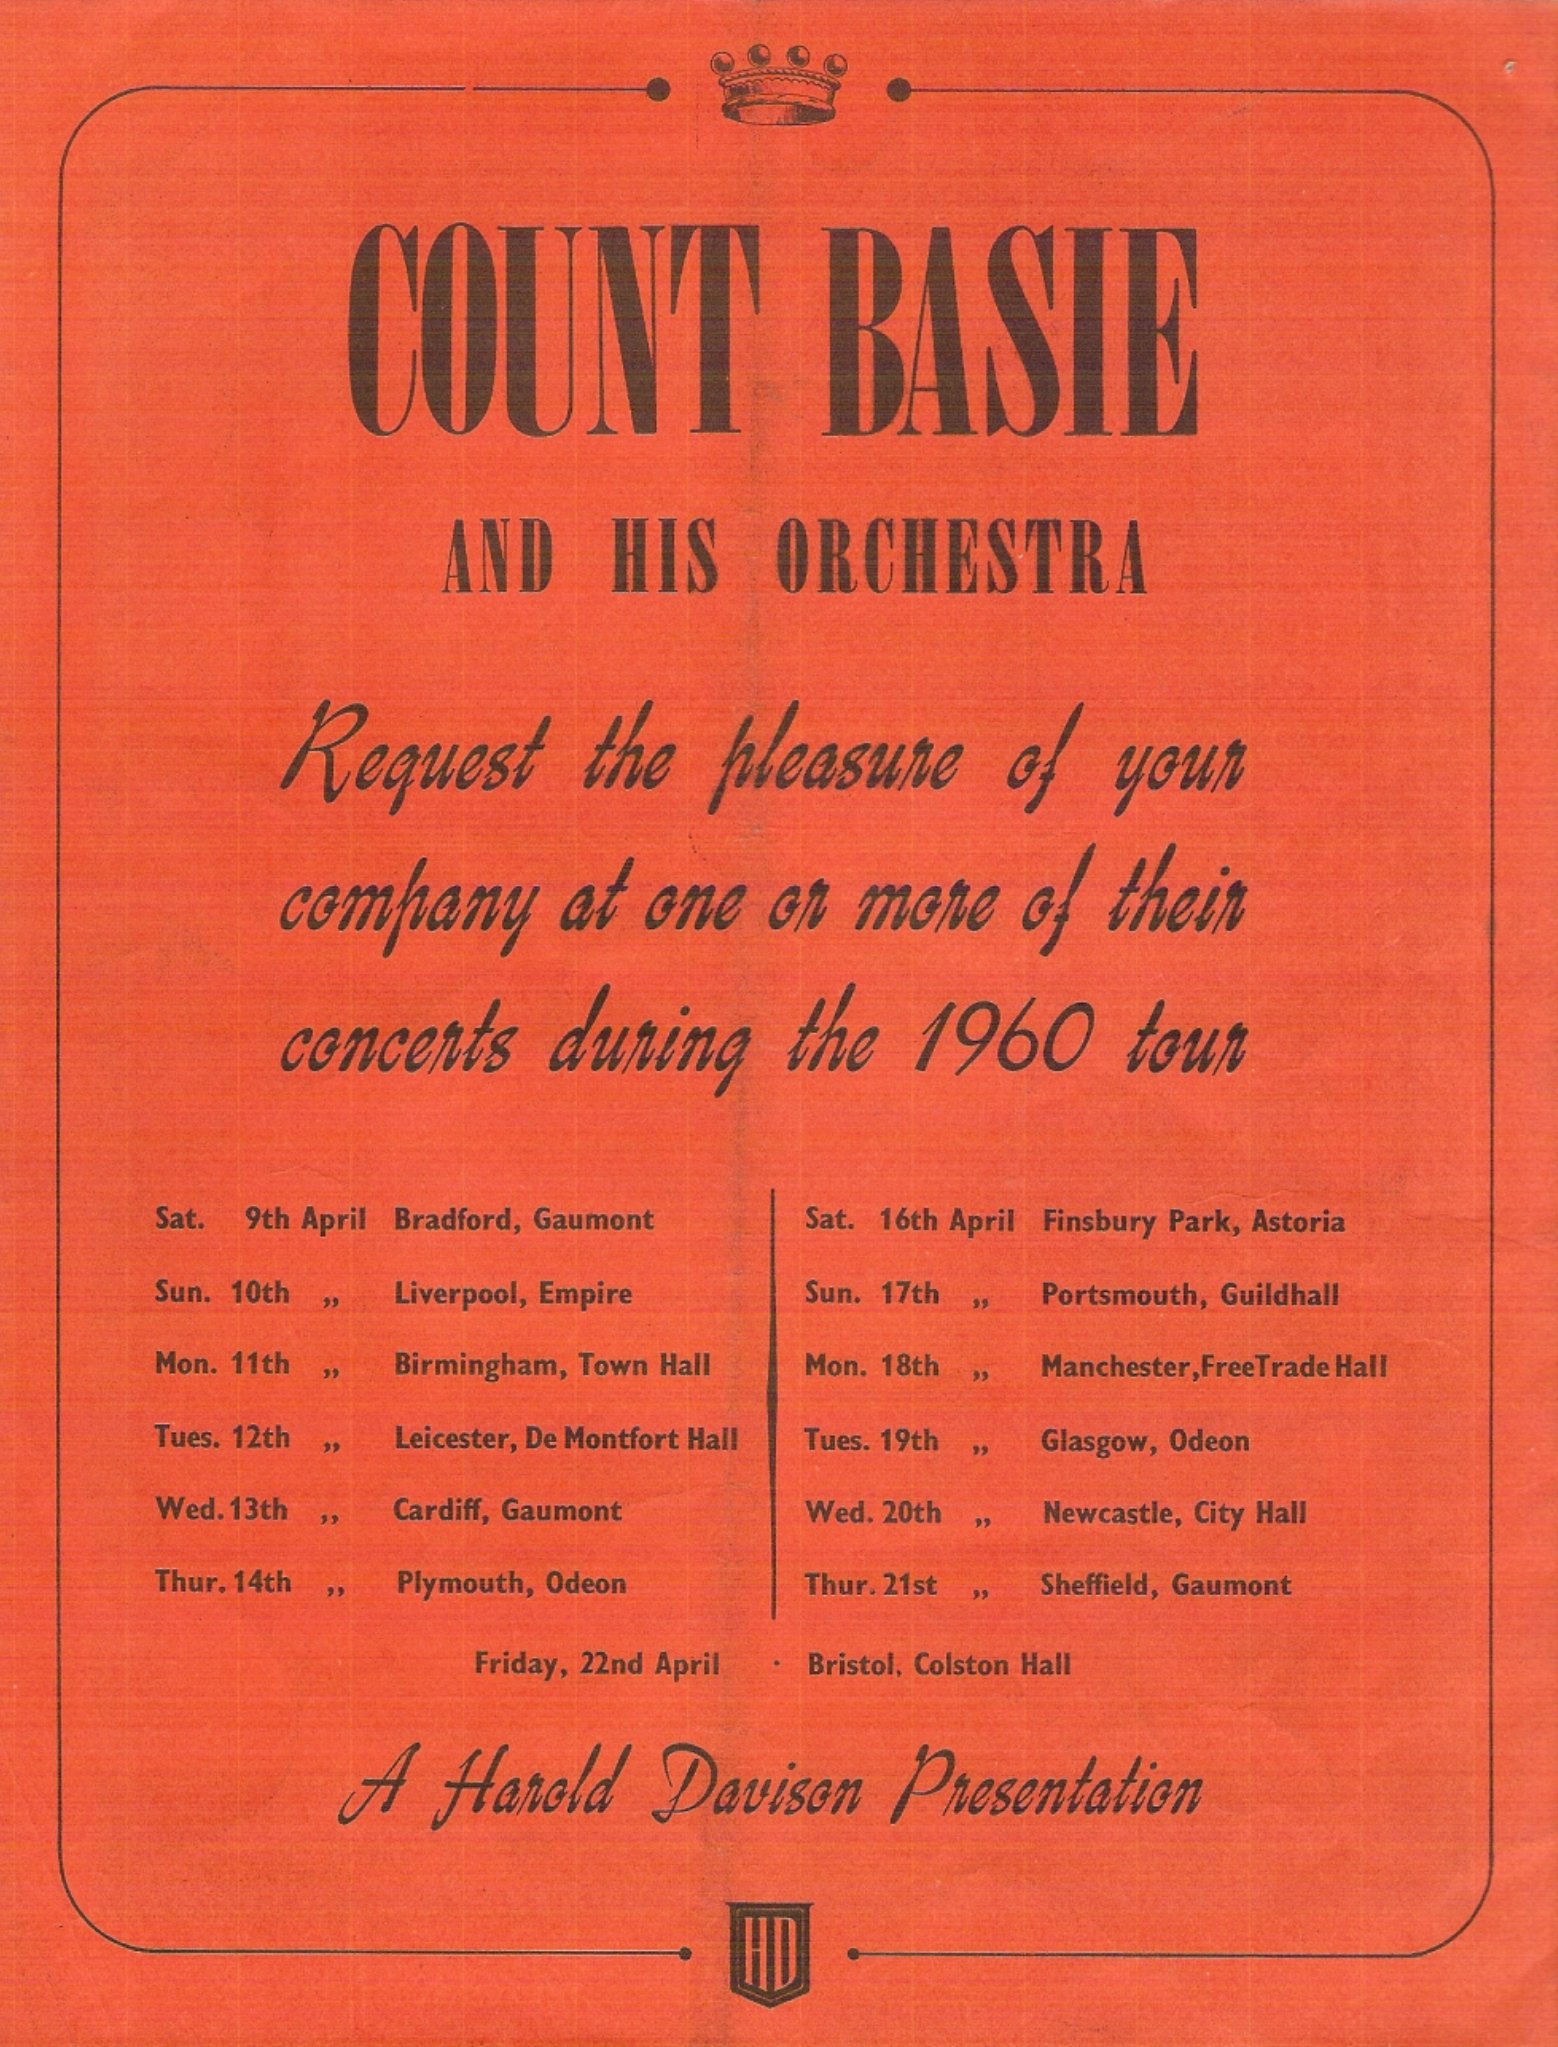 COUNT BASIE
AND HIS ORCHESTRA
Request the pleasure of your
company at one or more of their
concerts during the 1960 tour
Sat. 9th April Bradford, Gaumont
Sun. 10th ,, Liverpool, Empire
Mon. 11th ,, Birmingham, Town Hall
Tues. 12th ,, Leicester, De Montfort Hall
Wed. 13th ,, Cardiff, Gaumont
Thur. 14th ,, Plymouth, Odeon
Sat. 16th April Finsbury Park, Astoria
Sun. 17th ,, Portsmouth, Guildhall
Mon. 18th ,, Manchester, Free Trade Hall
Tues. 19th ,, Glasgow, Odeon
Wed. 20th ,, Newcastle, City Hall
Thur. 21st ,, Sheffield, Gaumont
Friday, 22nd April · Bristol, Colston Hall
A Harold Davison Presentation
HD